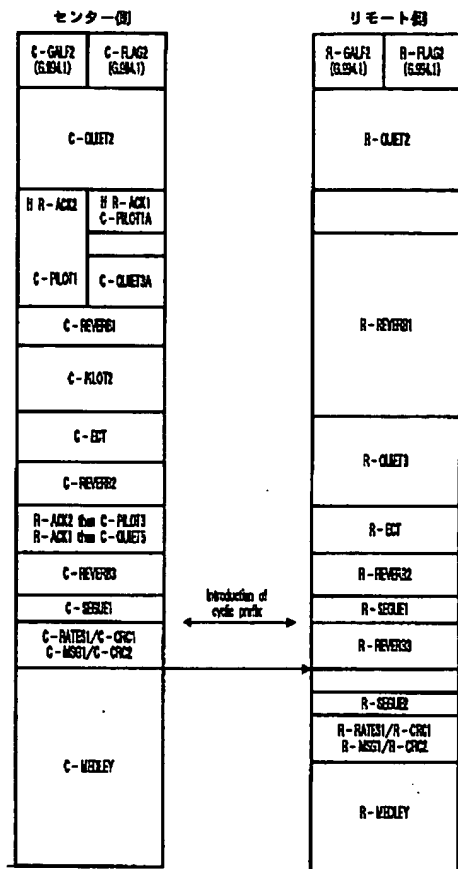 センター側
C-GALF2
(G.994.1)
C-FLAG2
(G.994.1)
C-QUIET2
If R-ACK2
C-PILOT1
If R-ACK1
C-PILOT1A
C-QUIET3A
C-REVERB1
C-PILOT2
C-ECT
C-REVERB2
R-ACK2 then C-PILOT3
R-ACK1 then C-QUIET5
C-REVERB3
C-SEGUE1
C-RATES1/C-CRC1
C-MSG1/C-CRC2
C-MEDLEY
Introduction of
cyclic prefix
リモート側
R-GALF2
(G.994.1)
R-FLAG2
(G.994.1)
R-QUIET2
R-REVERB1
R-QUIET3
R-ECT
R-REVERB2
R-SEGUE1
R-REVERB3
R-SEGUE2
R-RATES1/R-CRC1
R-MSG1/R-CRC2
R-MEDLEY